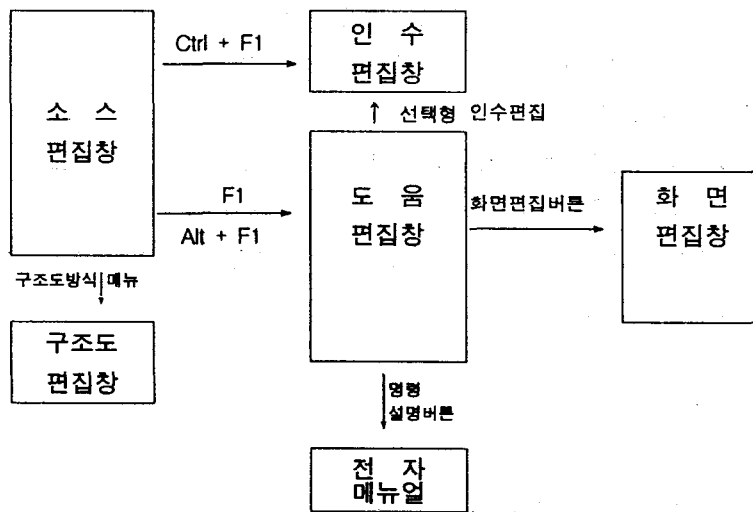 Ctrl + F1
인 수
편집창
소 스
편집창
↑ 선택형 인수편집
F1
Alt + F1
도 움
편집창
화면편집버튼
화 면
편집창
구조도방식 메뉴
구조도
편집창
명령
설명버튼
전 자
매뉴얼